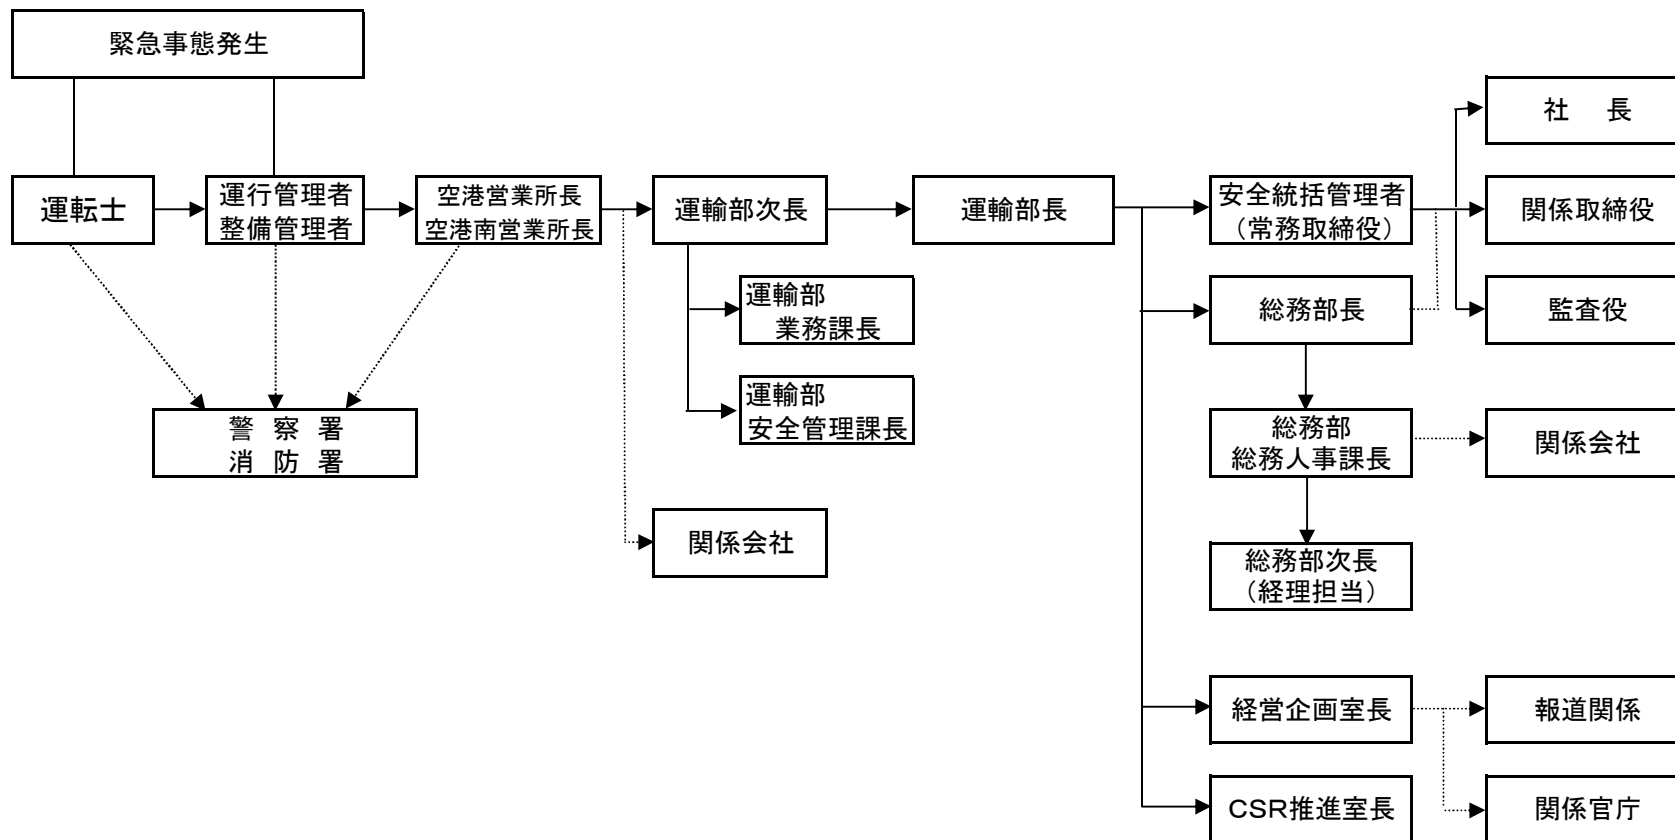 緊急事態発生
社　長
運転士
運行管理者
整備管理者
空港営業所長
空港南営業所長
運輸部次長
運輸部長
安全統括管理者
（常務取締役）
関係取締役
運輸部
業務課長
総務部長
監査役
運輸部
安全管理課長
警 察 署
消 防 署
総務部
総務人事課長
関係会社
関係会社
総務部次長
（経理担当）
経営企画室長
報道関係
CSR推進室長
関係官庁